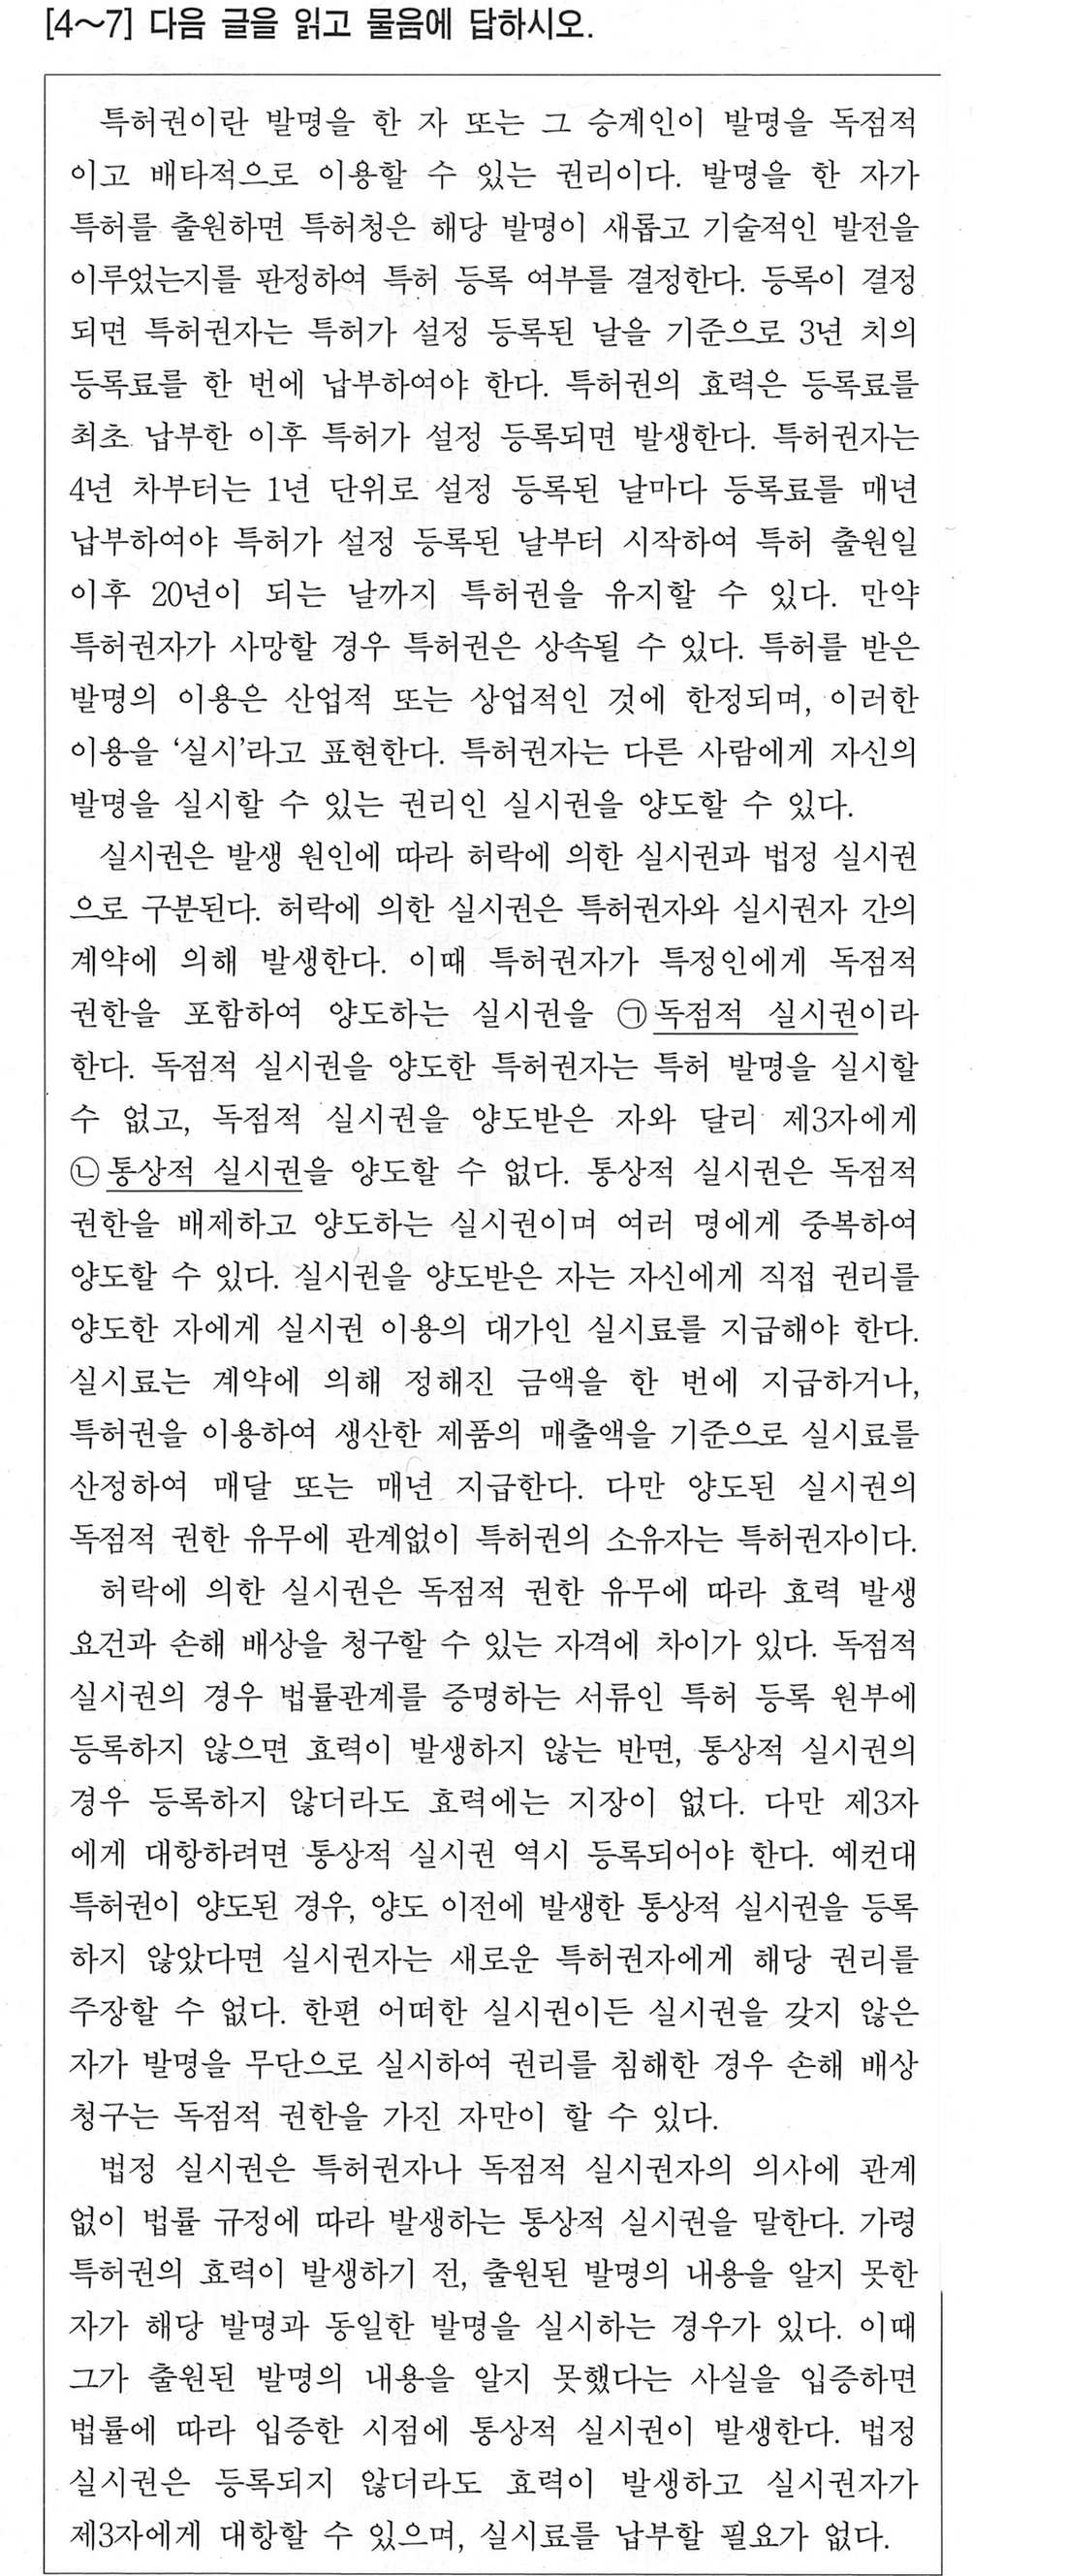 [4~7] 다음 글을 읽고 물음에 답하시오.
특허권이란 발명을 한 자 또는 그 승계인이 발명을 독점적
이고 배타적으로 이용할 수 있는 권리이다. 발명을 한 자가
특허를 출원하면 특허청은 해당 발명이 새롭고 기술적인 발전을
이루었는지를 판정하여 특허 등록 여부를 결정한다. 등록이 결정
되면 특허권자는 특허가 설정 등록된 날을 기준으로 3년 치의
등록료를 한 번에 납부하여야 한다. 특허권의 효력은 등록료를
최초 납부한 이후 특허가 설정 등록되면 발생한다. 특허권자는
4년 차부터는 1년 단위로 설정 등록된 날마다 등록료를 매년
납부하여야 특허가 설정 등록된 날부터 시작하여 특허 출원일
이후 20년이 되는 날까지 특허권을 유지할 수 있다. 만약
특허권자가 사망할 경우 특허권은 상속될 수 있다. 특허를 받은
발명의 이용은 산업적 또는 상업적인 것에 한정되며, 이러한
이용을 ‘실시’라고 표현한다. 특허권자는 다른 사람에게 자신의
발명을 실시할 수 있는 권리인 실시권을 양도할 수 있다.
실시권은 발생 원인에 따라 허락에 의한 실시권과 법정 실시권
으로 구분된다. 허락에 의한 실시권은 특허권자와 실시권자 간의
계약에 의해 발생한다. 이때 특허권자가 특정인에게 독점적
권한을 포함하여 양도하는 실시권을 ㉠독점적 실시권이라
한다. 독점적 실시권을 양도한 특허권자는 특허 발명을 실시할
수 없고, 독점적 실시권을 양도받은 자와 달리 제3자에게
㉡통상적 실시권을 양도할 수 없다. 통상적 실시권은 독점적
권한을 배제하고 양도하는 실시권이며 여러 명에게 중복하여
양도할 수 있다. 실시권을 양도받은 자는 자신에게 직접 권리를
양도한 자에게 실시권 이용의 대가인 실시료를 지급해야 한다.
실시료는 계약에 의해 정해진 금액을 한 번에 지급하거나,
특허권을 이용하여 생산한 제품의 매출액을 기준으로 실시료를
산정하여 매달 또는 매년 지급한다. 다만 양도된 실시권의
독점적 권한 유무에 관계없이 특허권의 소유자는 특허권자이다.
허락에 의한 실시권은 독점적 권한 유무에 따라 효력 발생
요건과 손해 배상을 청구할 수 있는 자격에 차이가 있다. 독점적
실시권의 경우 법률관계를 증명하는 서류인 특허 등록 원부에
등록하지 않으면 효력이 발생하지 않는 반면, 통상적 실시권의
경우 등록하지 않더라도 효력에는 지장이 없다. 다만 제3자
에게 대항하려면 통상적 실시권 역시 등록되어야 한다. 예컨대
특허권이 양도된 경우, 양도 이전에 발생한 통상적 실시권을 등록
하지 않았다면 실시권자는 새로운 특허권자에게 해당 권리를
주장할 수 없다. 한편 어떠한 실시권이든 실시권을 갖지 않은
자가 발명을 무단으로 실시하여 권리를 침해한 경우 손해 배상
청구는 독점적 권한을 가진 자만이 할 수 있다.
법정 실시권은 특허권자나 독점적 실시권자의 의사에 관계
없이 법률 규정에 따라 발생하는 통상적 실시권을 말한다. 가령
특허권의 효력이 발생하기 전, 출원된 발명의 내용을 알지 못한
자가 해당 발명과 동일한 발명을 실시하는 경우가 있다. 이때
그가 출원된 발명의 내용을 알지 못했다는 사실을 입증하면
법률에 따라 입증한 시점에 통상적 실시권이 발생한다. 법정
실시권은 등록되지 않더라도 효력이 발생하고 실시권자가
제3자에게 대항할 수 있으며, 실시료를 납부할 필요가 없다.